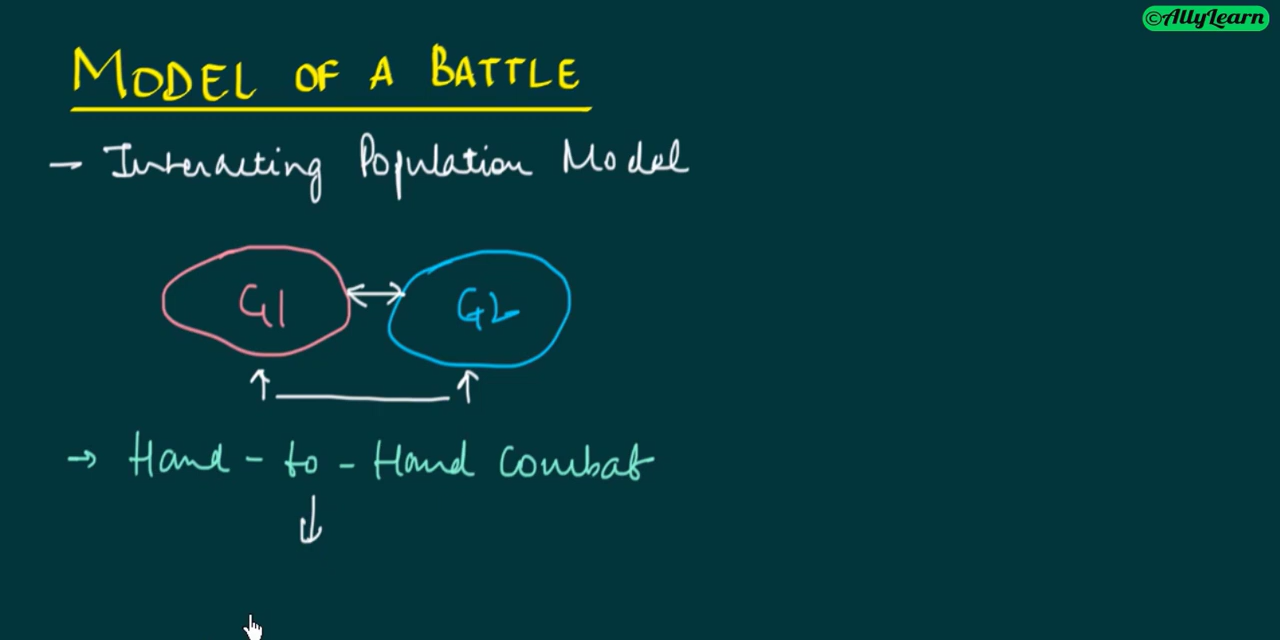 ©AllyLearn
MODEL OF A BATTLE
- Interacting Population Model
G1 ↔ G2
→ Hand-to-Hand Combat